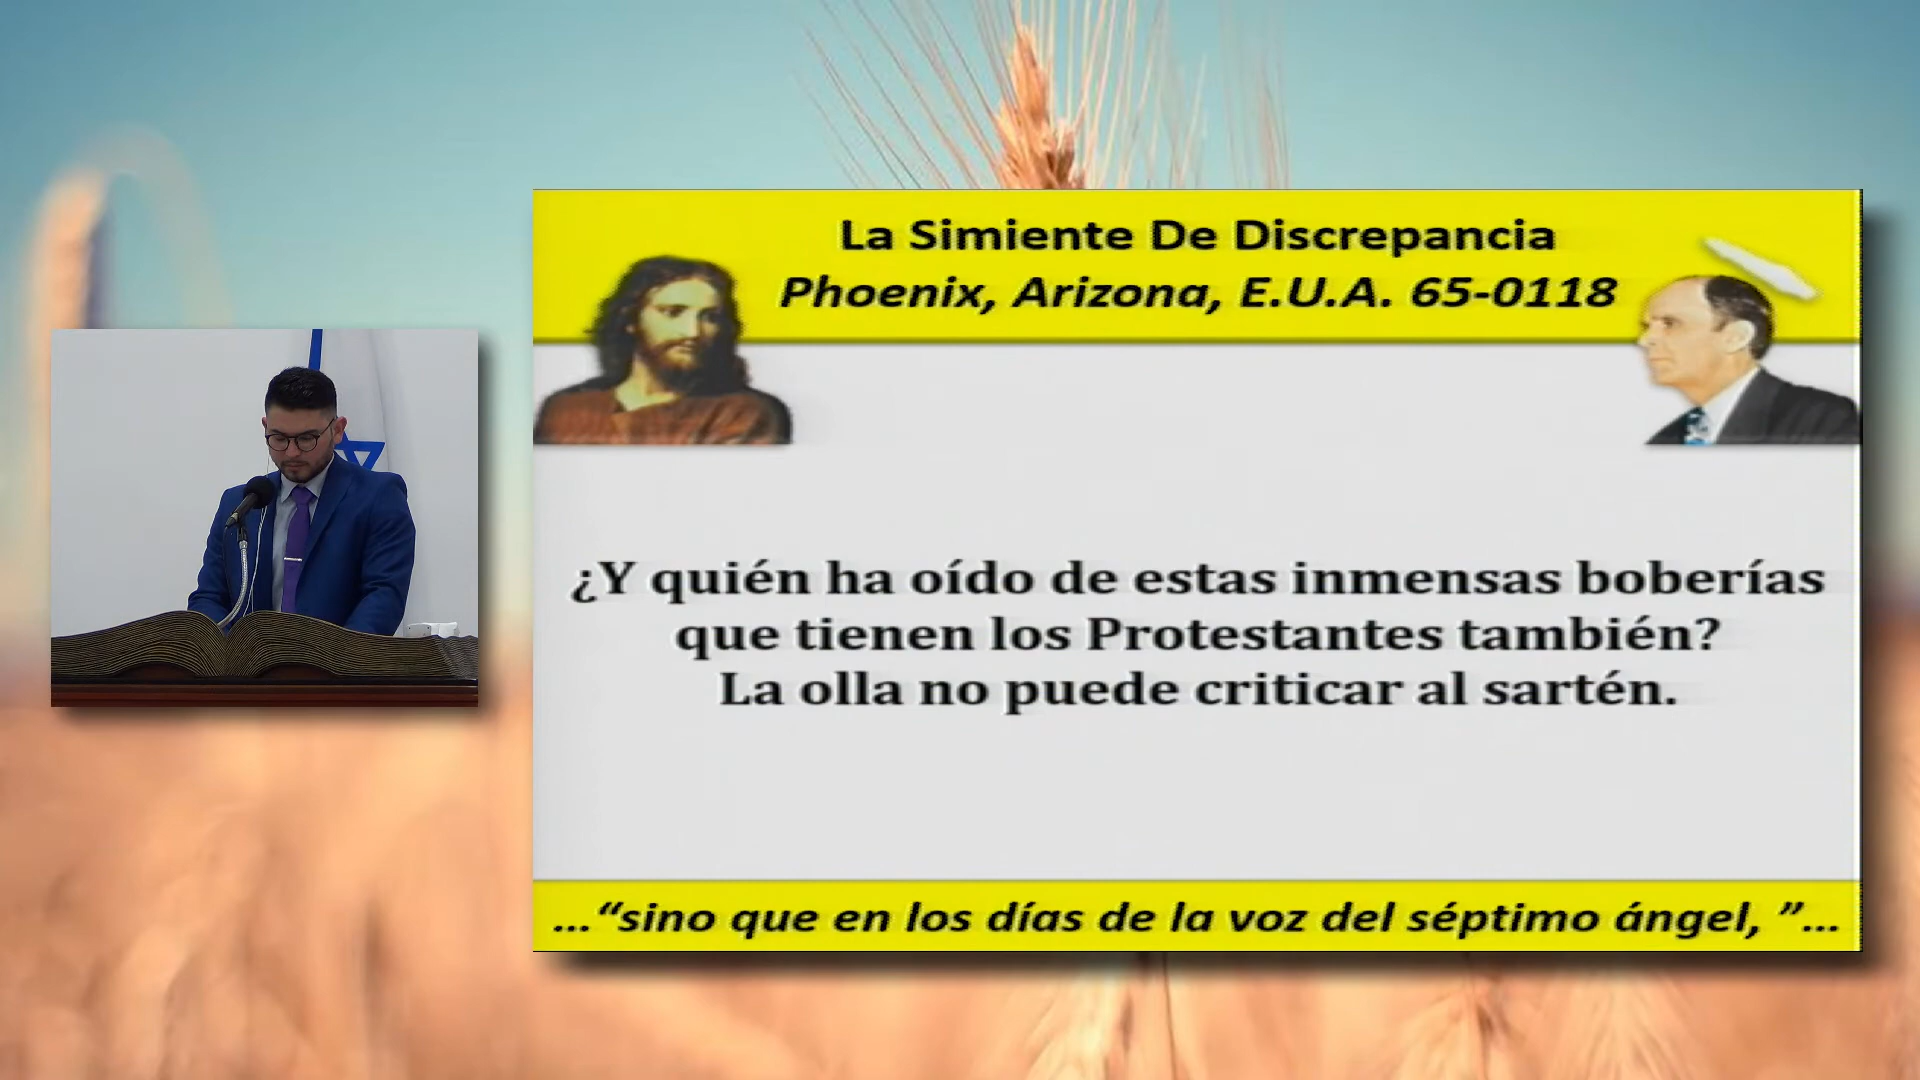 La Simiente De Discrepancia
Phoenix, Arizona, E.U.A. 65-0118
¿Y quién ha oído de estas inmensas boberías
que tienen los Protestantes también?
La olla no puede criticar al sartén.
...“sino que en los días de la voz del séptimo ángel, ”...